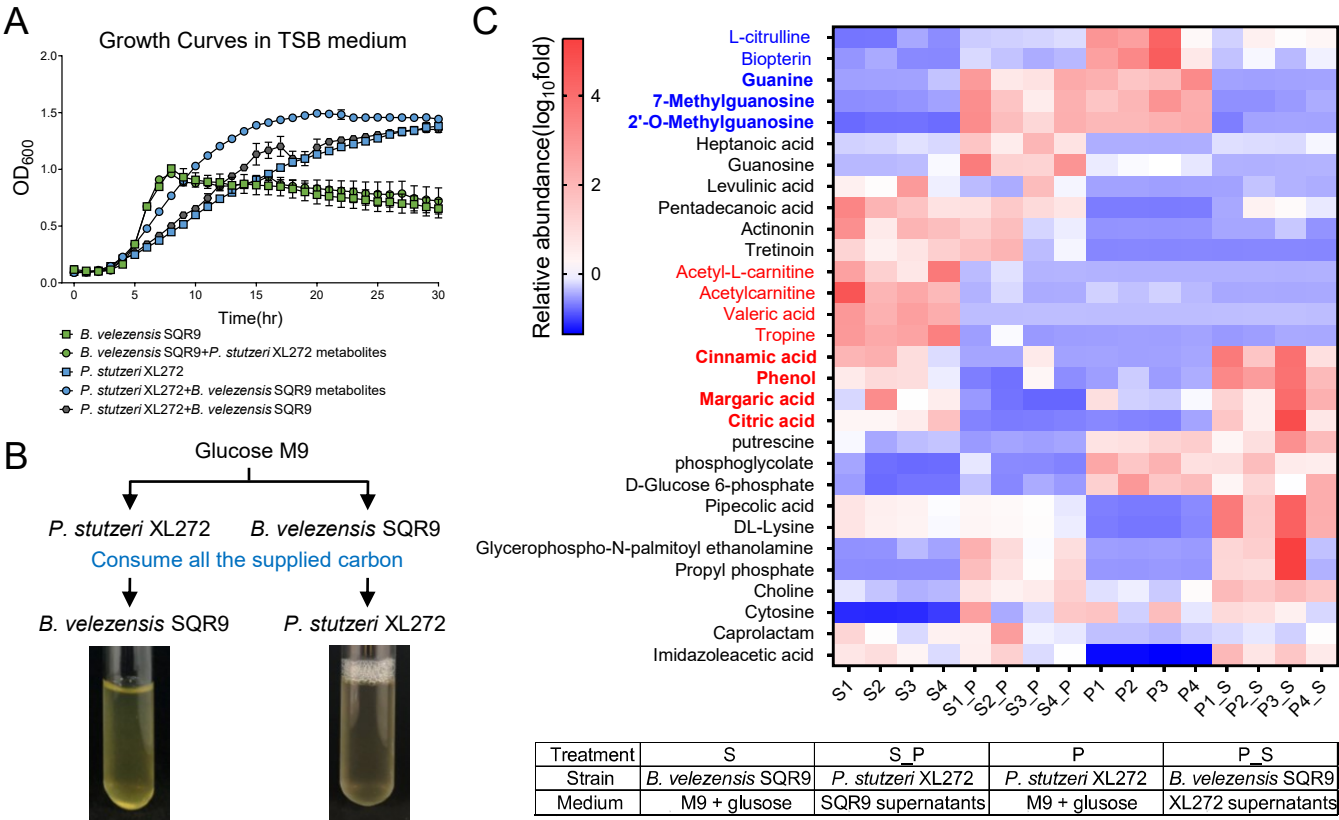 A
Growth Curves in TSB medium
OD600
2.0
1.5
1.0
0.5
0.0
0 5 10 15 20 25 30
Time(hr)
B. velezensis SQR9
B. velezensis SQR9+P. stutzeri XL272 metabolites
P. stutzeri XL272
P. stutzeri XL272+B. velezensis SQR9 metabolites
P. stutzeri XL272+B. velezensis SQR9
B
Glucose M9
P. stutzeri XL272 B. velezensis SQR9
Consume all the supplied carbon
B. velezensis SQR9 P. stutzeri XL272
C
Relative abundance(log10fold)
4
2
0
L-citrulline
Biopterin
Guanine
7-Methylguanosine
2'-O-Methylguanosine
Heptanoic acid
Guanosine
Levulinic acid
Pentadecanoic acid
Actinonin
Tretinoin
Acetyl-L-carnitine
Acetylcarnitine
Valeric acid
Tropine
Cinnamic acid
Phenol
Margaric acid
Citric acid
putrescine
phosphoglycolate
D-Glucose 6-phosphate
Pipecolic acid
DL-Lysine
Glycerophospho-N-palmitoyl ethanolamine
Propyl phosphate
Choline
Cytosine
Caprolactam
Imidazoleacetic acid
S1 S2 S3 S4 S1_P S2_P S3_P S4_P P1 P2 P3 P4 P1_S P2_S P3_S P4_S
Treatment S S_P P P_S
Strain B. velezensis SQR9 P. stutzeri XL272 P. stutzeri XL272 B. velezensis SQR9
Medium M9 + glusose SQR9 supernatants M9 + glusose XL272 supernatants